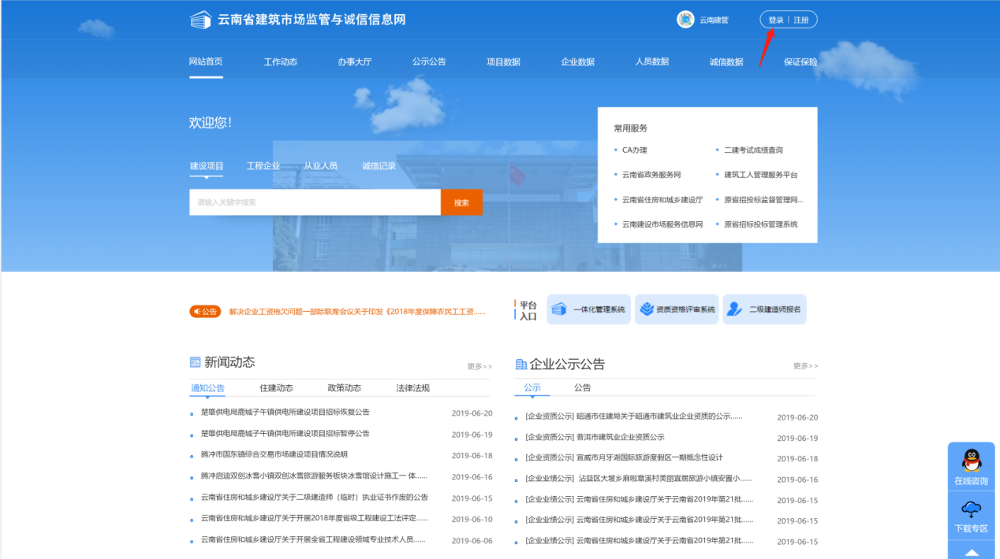 云南省建筑市场监管与诚信信息网
云南建管
登录 | 注册
网站首页 工作动态 办事大厅 公示公告 项目数据 企业数据 人员数据 诚信数据 保证保险
欢迎您!
建设项目 工程企业 从业人员 诚信记录
请输入关键字搜索 搜索
常用服务
CA办理 二建考试成绩查询
云南省政务服务网 建筑工人管理服务平台
云南省住房和城乡建设厅 原省招投标监督管理网...
云南建设市场服务信息网 原省招标投标管理系统
公告 解决企业工资拖欠问题一部际联席会议关于印发《2018年度保障农民工工资......
平台
入口
一体化管理系统 资质资格评审系统 二级建造师报名
新闻动态 更多>>
通知公告 住建动态 政策动态 法律法规
楚雄供电局鹿城子午镇供电所建设项目招标恢复公告 2019-06-20
楚雄供电局鹿城子午镇供电所建设项目招标暂停公告 2019-06-19
腾冲市固东镇综合交易市场建设项目情况说明 2019-06-18
腾冲启迪双创冰雪小镇双创冰雪旅游服务板块冰雪馆设计施工一 体...... 2019-06-16
云南省住房和城乡建设厅关于二级建造师（临时）执业证书作废的公告 2019-06-15
云南省住房和城乡建设厅关于开展2018年度省级工程建设工法评定...... 2019-06-10
云南省住房和城乡建设厅关于开展全省工程建设领域专业技术人员...... 2019-06-06
企业公示公告 更多>>
公示 公告
[企业资质公示] 昭通市住建局关于昭通市建筑业企业资质的公示...... 2019-06-20
[企业资质公示] 普洱市建筑业企业资质公示 2019-06-19
[企业资质公示] 宣威市月牙湖国际旅游度假区一期概念性设计 2019-06-18
[企业业绩公示] 沾益区大坡乡麻啦章溪村美丽宜居旅游小镇安置小...... 2019-06-16
[企业业绩公示] 云南省住房和城乡建设厅关于云南省2019年第21批...... 2019-06-15
[企业业绩公示] 云南省住房和城乡建设厅关于云南省2019年第21批...... 2019-06-15
[企业业绩公示] 云南省住房和城乡建设厅关于云南省2019年第21批...... 2019-06-15
在线咨询
下载专区